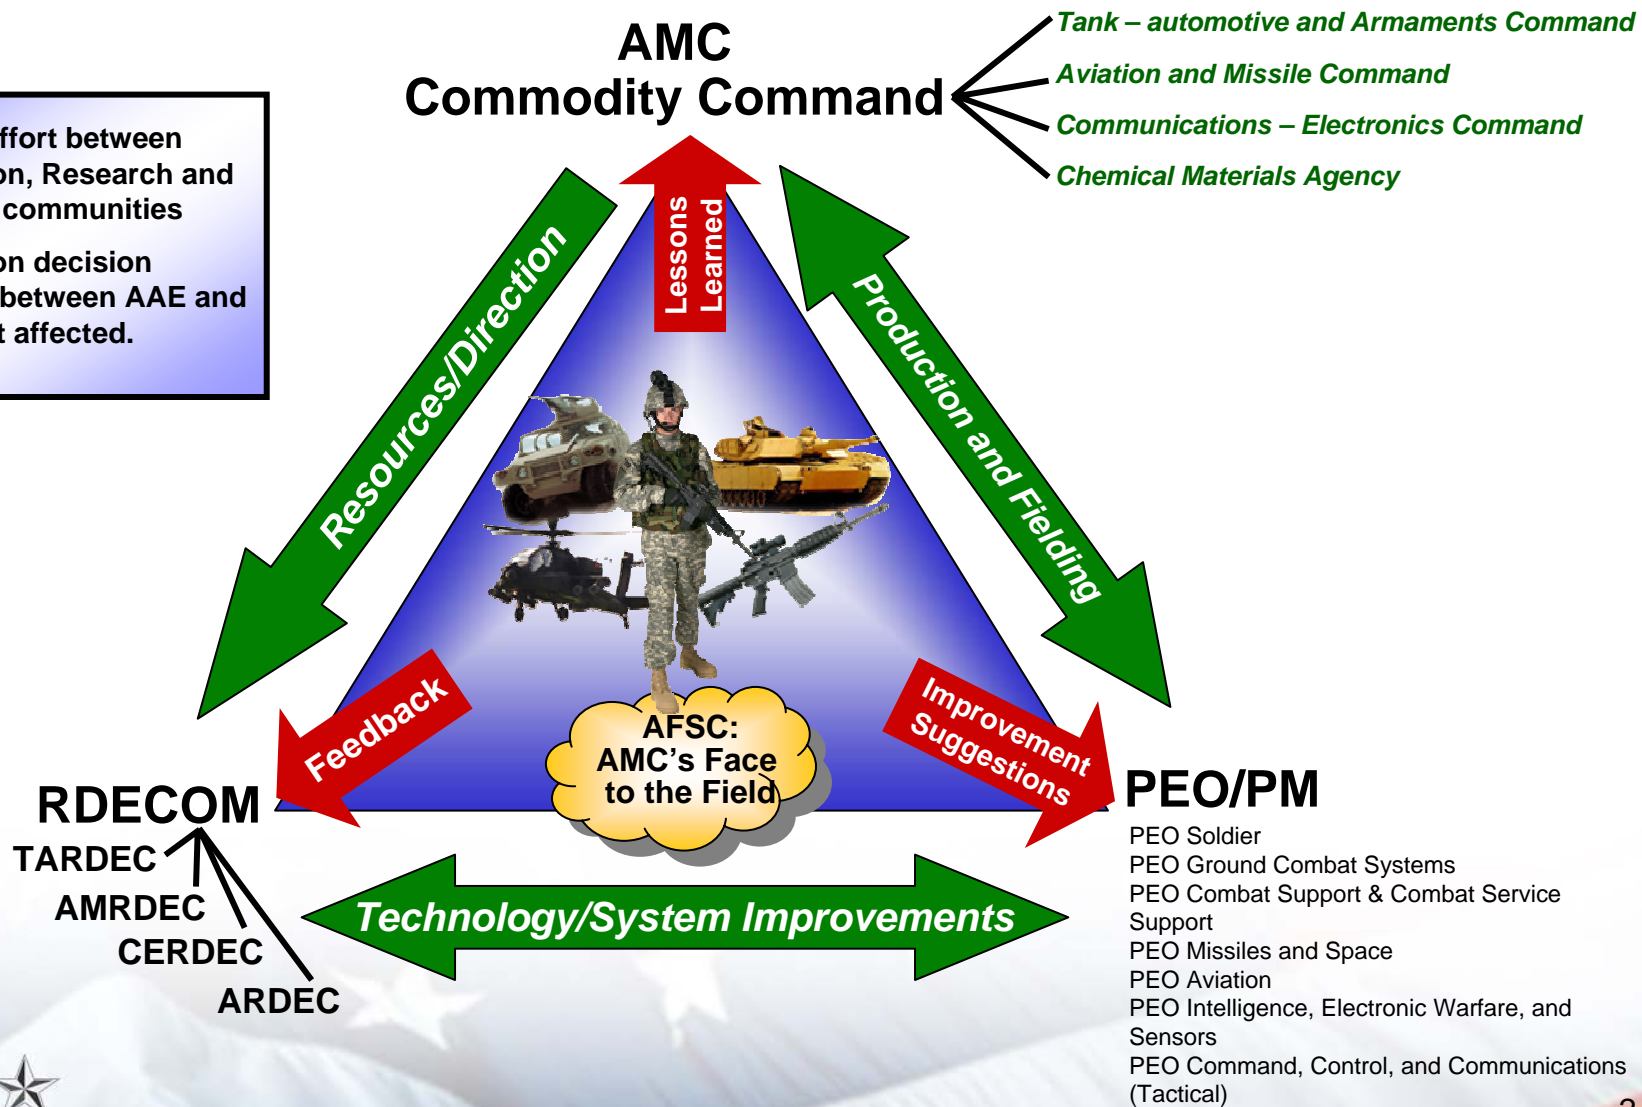 AMC
Commodity Command
Tank – automotive and Armaments Command
Aviation and Missile Command
Communications – Electronics Command
Chemical Materials Agency
ffort between
on, Research and
communities
on decision
between AAE and
t affected.
Lessons
Learned
Resources/Direction
Production and Fielding
Feedback
Improvement
Suggestions
AFSC:
AMC’s Face
to the Field
RDECOM
TARDEC
AMRDEC
CERDEC
ARDEC
Technology/System Improvements
PEO/PM
PEO Soldier
PEO Ground Combat Systems
PEO Combat Support & Combat Service
Support
PEO Missiles and Space
PEO Aviation
PEO Intelligence, Electronic Warfare, and
Sensors
PEO Command, Control, and Communications
(Tactical)